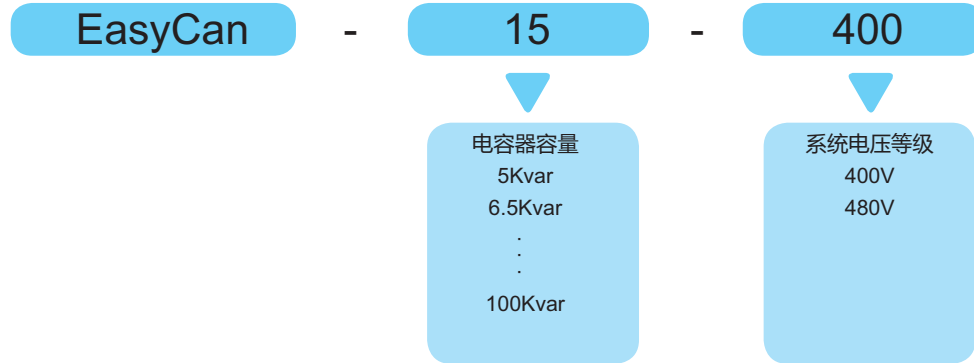 EasyCan - 15 - 400
电容器容量
5Kvar
6.5Kvar
.
.
.
100Kvar
系统电压等级
400V
480V